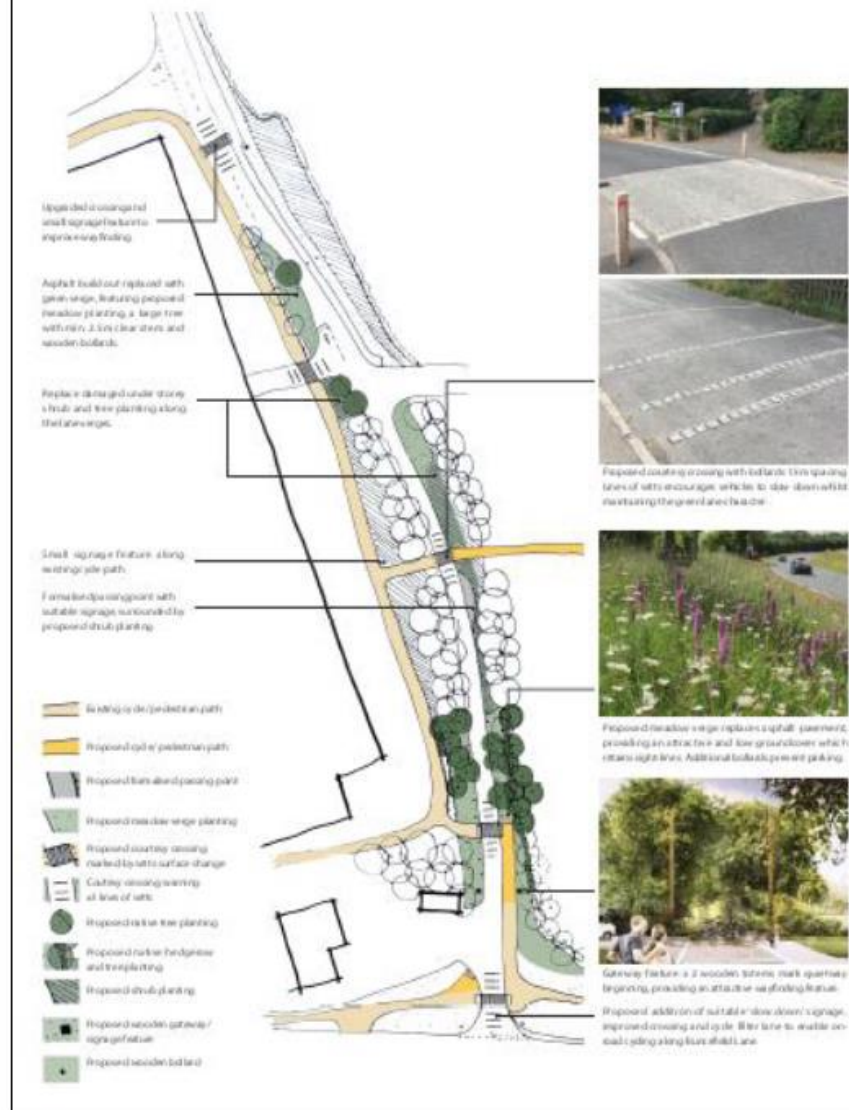 Upgraded crossing and
small signage feature to
improve wayfinding.
Asphalt build out replaced with
green verge, featuring proposed
meadow planting, a large tree
with min. 2.5m clear stem and
wooden bollards.
Replace damaged under storey
shrub and tree planting along
the lane verges.
Small signage feature along
existing cycle path
Formalised passing point with
suitable signage, surrounded by
proposed shrub planting
Existing cycle/pedestrian path
Proposed cycle/pedestrian path
Proposed formalised passing point
Proposed meadow verge planting
Proposed courtesy crossing
marked by setts surface change
Courtesy crossing warning
x3 lines of setts
Proposed native tree planting
Proposed native hedgerow
and tree planting
Proposed shrub planting
Proposed wooden gateway/
signage feature
Proposed wooden bollard
Proposed courtesy crossing with bollards: spacing
lines of setts encourages vehicles to slow down whilst
maintaining the green lane character
Proposed meadow verge replaces asphalt pavement,
providing an attractive and low groundcover which
retains sight lines. Additional bollards prevent parking.
Gateway feature: x 2 wooden totems mark
beginning, providing an attractive wayfinding feature.
Proposed addition of suitable 'slow down' signage,
improved crossing and cycle filter lane to enable on-
road cycling along Lane